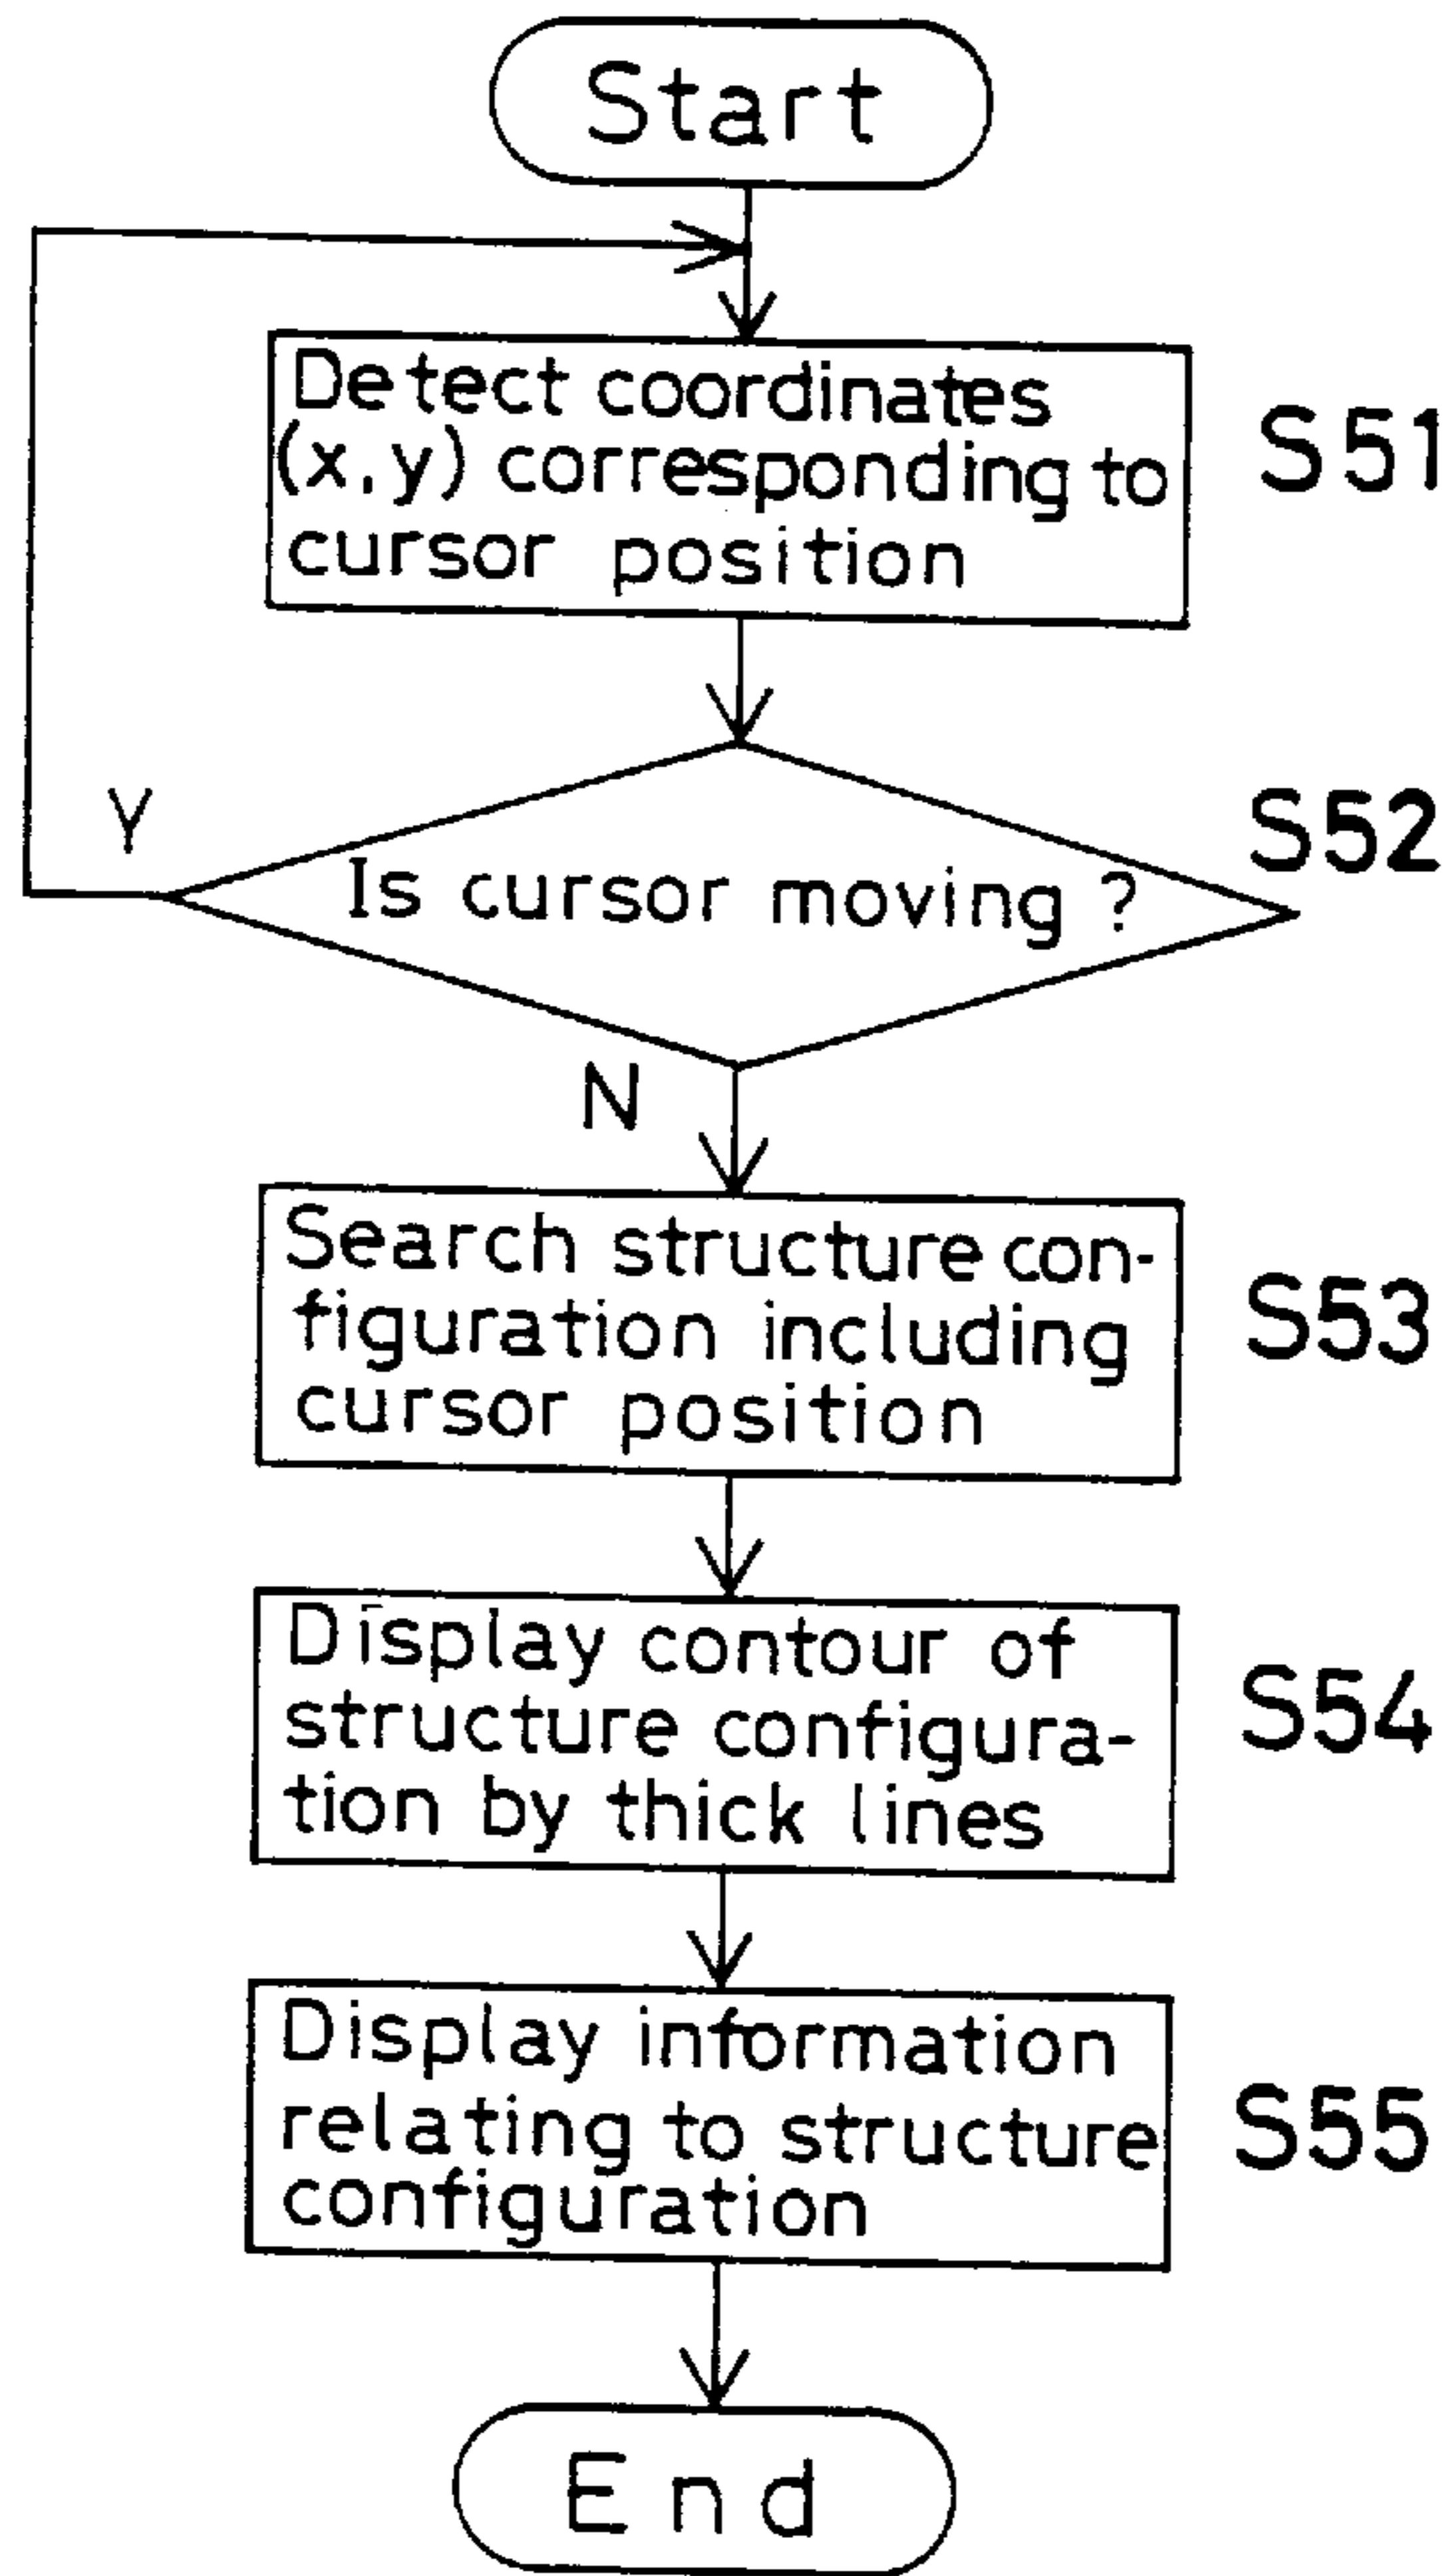 Start
Detect coordinates
(x,y) corresponding to
cursor position
S51
Y
Is cursor moving ?
S52
N
Search structure con-
figuration including
cursor position
S53
Display contour of
structure configura-
tion by thick lines
S54
Display information
relating to structure
configuration
S55
End